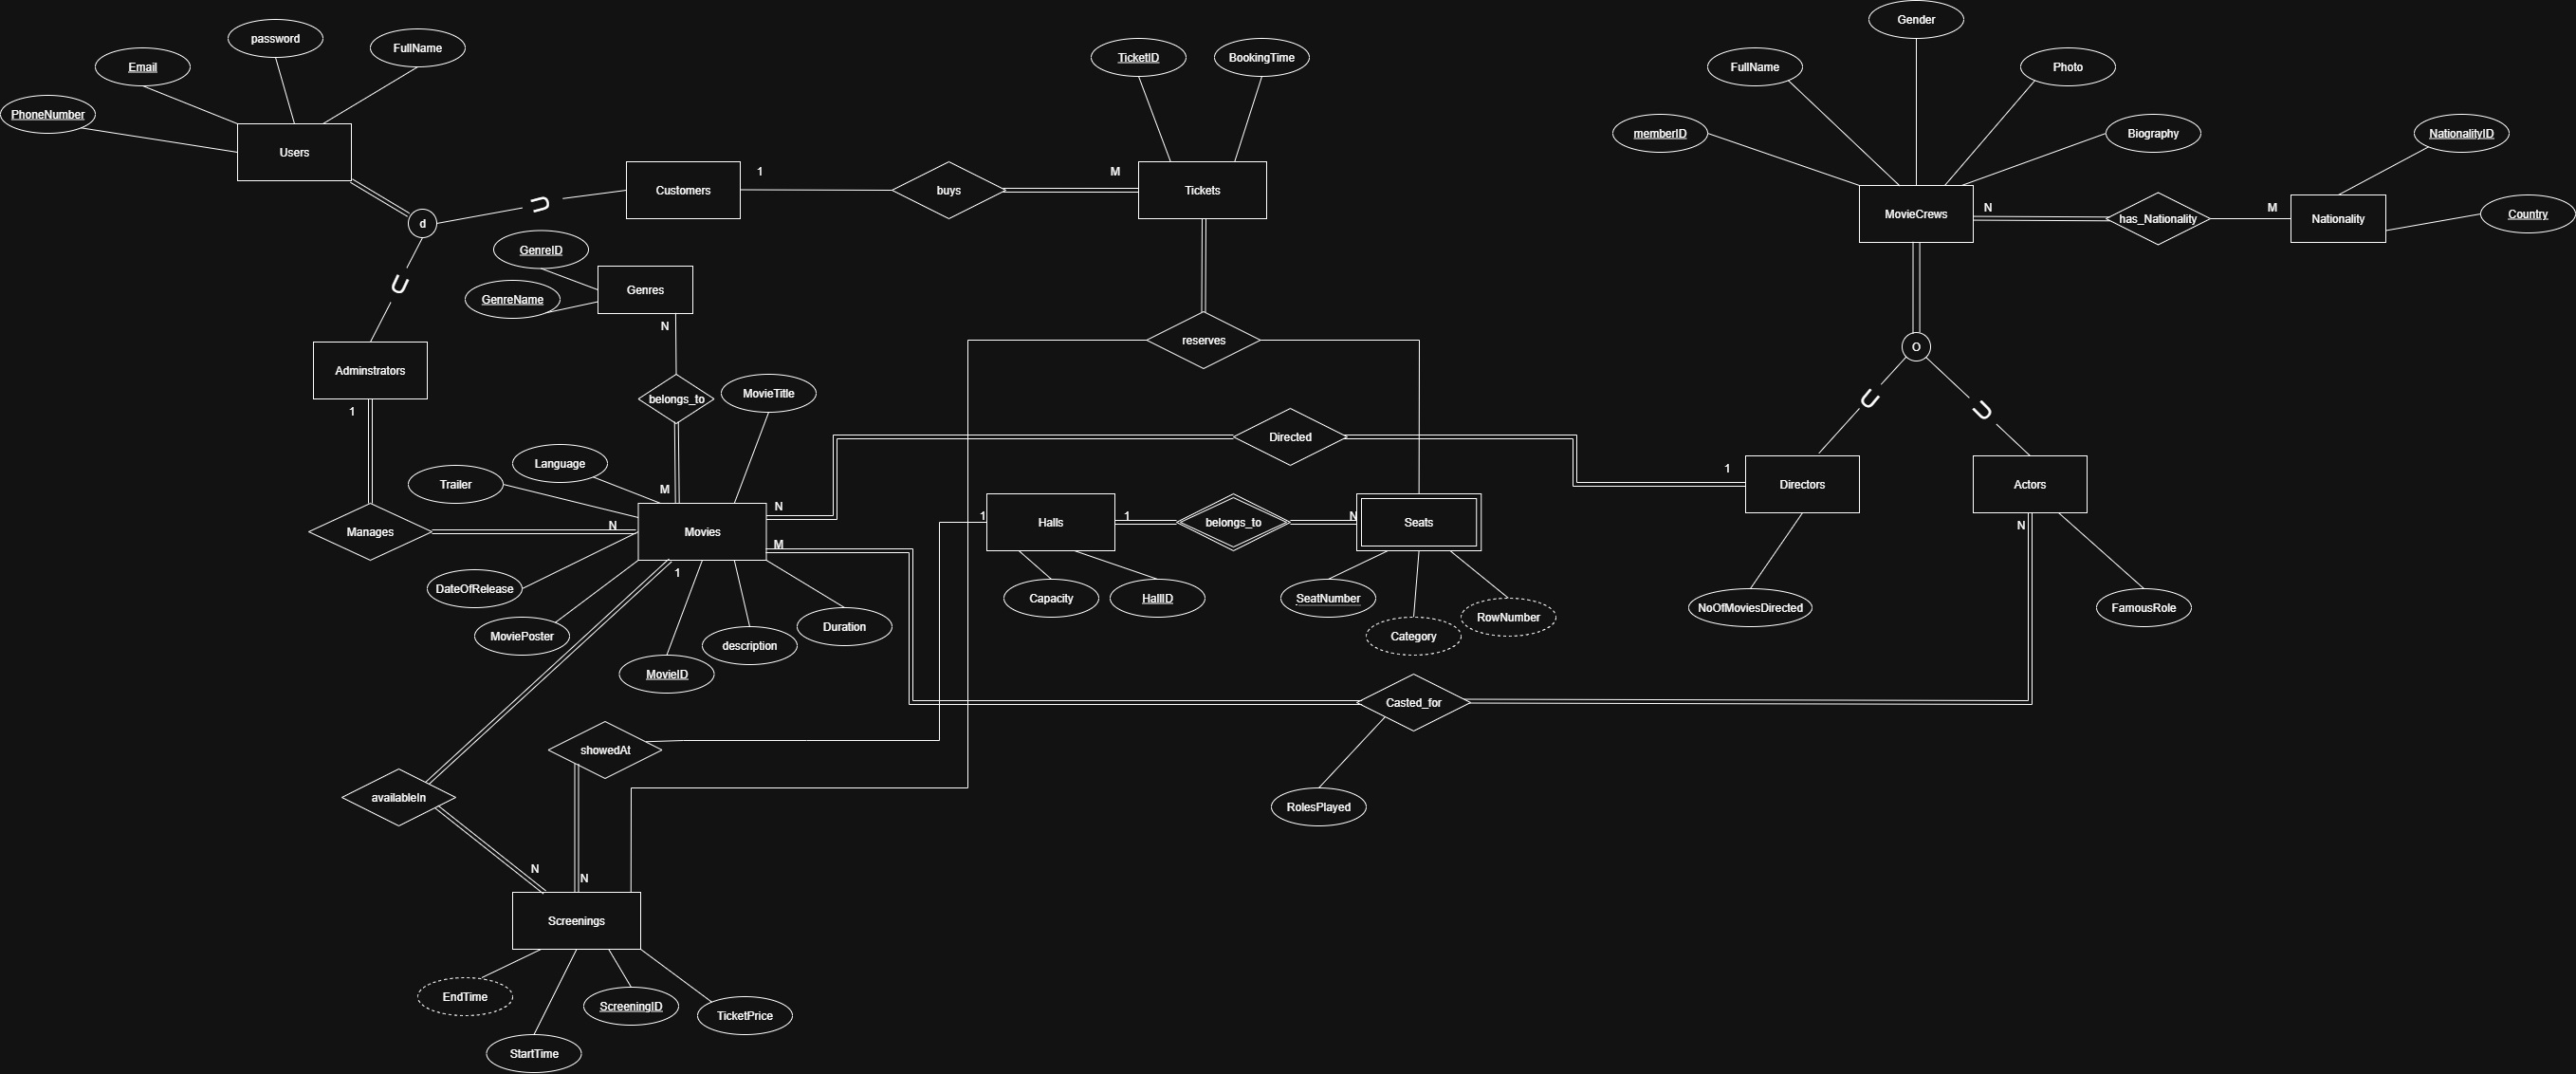 Gender
password
FullName
TicketID
BookingTime
FullName
Photo
Email
PhoneNumber
memberID
Biography
NationalityID
Users
1
M
Customers
buys
Tickets
MovieCrews
N
has_Nationality
M
Nationality
Country
d
GenreID
GenreName
Genres
N
reserves
O
Adminstrators
1
belongs_to
MovieTitle
Directed
Language
Trailer
M
N
1
Directors
Actors
Manages
N
Movies
M
1
Halls
1
belongs_to
N
Seats
N
1
DateOfRelease
MoviePoster
MovieID
description
Duration
Capacity
HallID
SeatNumber
Category
RowNumber
NoOfMoviesDirected
FamousRole
Casted_for
showedAt
availableIn
RolesPlayed
N
N
Screenings
EndTime
ScreeningID
TicketPrice
StartTime